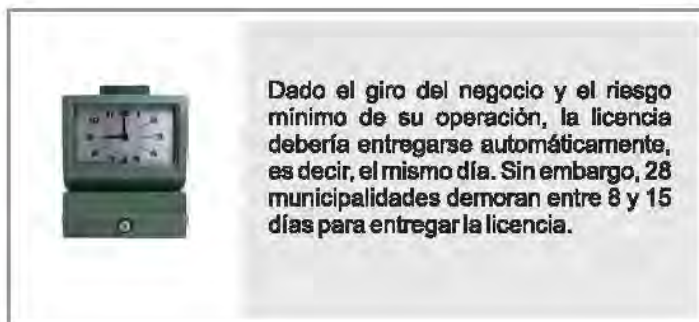 Dado el giro del negocio y el riesgo
mínimo de su operación, la licencia
debería entregarse automáticamente,
es decir, el mismo día. Sin embargo, 28
municipalidades demoran entre 8 y 15
días para entregar la licencia.